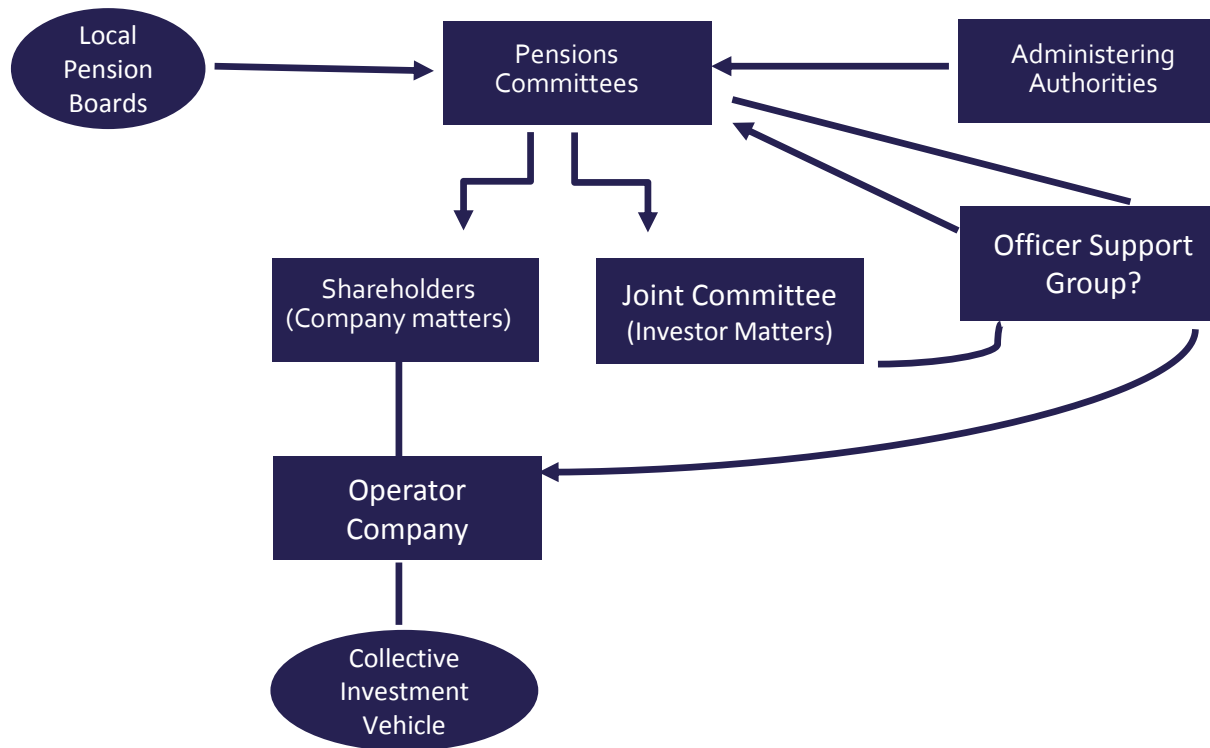 Local
Pension
Boards
Pensions
Committees
Administering
Authorities
Officer Support
Group?
Shareholders
(Company matters)
Joint Committee
(Investor Matters)
Operator
Company
Collective
Investment
Vehicle